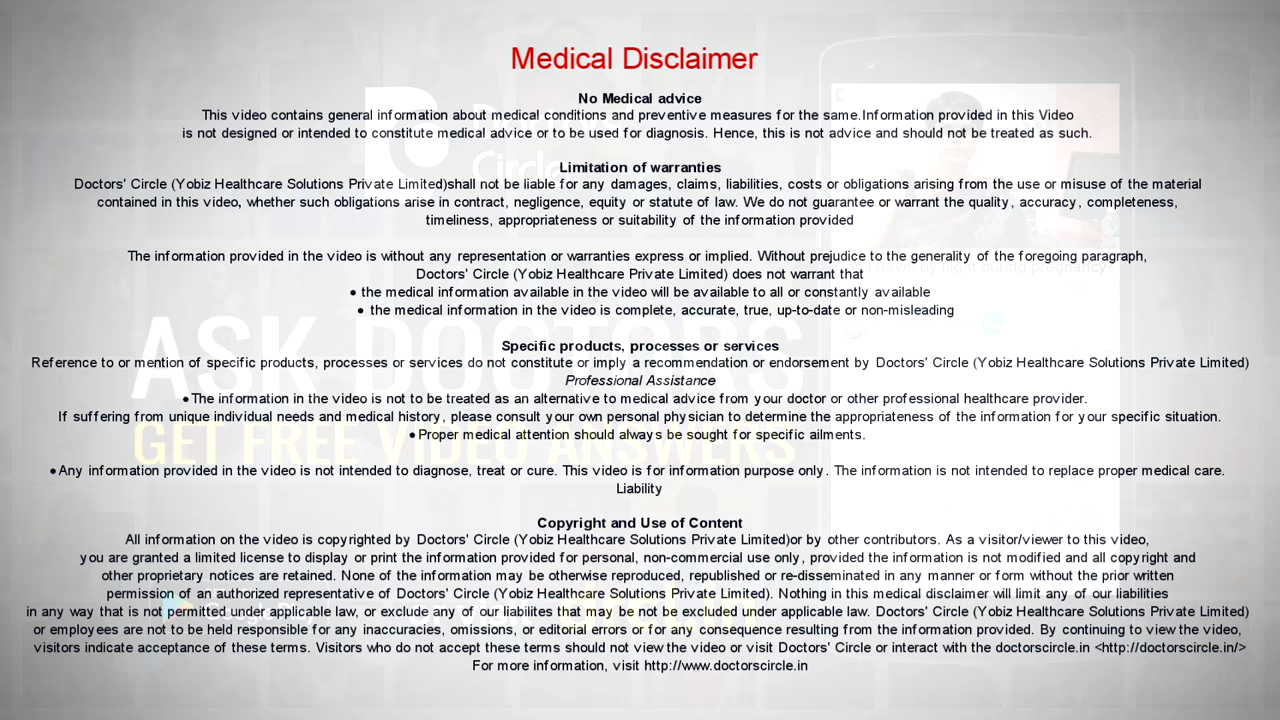 Medical Disclaimer
No Medical advice
This video contains general information about medical conditions and preventive measures for the same.Information provided in this Video
is not designed or intended to constitute medical advice or to be used for diagnosis. Hence, this is not advice and should not be treated as such.
Limitation of warranties
Doctors' Circle (Yobiz Healthcare Solutions Private Limited)shall not be liable for any damages, claims, liabilities, costs or obligations arising from the use or misuse of the material
contained in this video, whether such obligations arise in contract, negligence, equity or statute of law. We do not guarantee or warrant the quality, accuracy, completeness,
timeliness, appropriateness or suitability of the information provided
The information provided in the video is without any representation or warranties express or implied. Without prejudice to the generality of the foregoing paragraph,
Doctors' Circle (Yobiz Healthcare Private Limited) does not warrant that
• the medical information available in the video will be available to all or constantly available
• the medical information in the video is complete, accurate, true, up-to-date or non-misleading
Specific products, processes or services
Reference to or mention of specific products, processes or services do not constitute or imply a recommendation or endorsement by Doctors' Circle (Yobiz Healthcare Solutions Private Limited)
Professional Assistance
•The information in the video is not to be treated as an alternative to medical advice from your doctor or other professional healthcare provider.
If suffering from unique individual needs and medical history, please consult your own personal physician to determine the appropriateness of the information for your specific situation.
•Proper medical attention should always be sought for specific ailments.
•Any information provided in the video is not intended to diagnose, treat or cure. This video is for information purpose only. The information is not intended to replace proper medical care.
Liability
Copyright and Use of Content
All information on the video is copyrighted by Doctors' Circle (Yobiz Healthcare Solutions Private Limited)or by other contributors. As a visitor/viewer to this video,
you are granted a limited license to display or print the information provided for personal, non-commercial use only, provided the information is not modified and all copyright and
other proprietary notices are retained. None of the information may be otherwise reproduced, republished or re-disseminated in any manner or form without the prior written
permission of an authorized representative of Doctors' Circle (Yobiz Healthcare Solutions Private Limited). Nothing in this medical disclaimer will limit any of our liabilities
in any way that is not permitted under applicable law, or exclude any of our liabilites that may be not be excluded under applicable law. Doctors' Circle (Yobiz Healthcare Solutions Private Limited)
or employees are not to be held responsible for any inaccuracies, omissions, or editorial errors or for any consequence resulting from the information provided. By continuing to view the video,
visitors indicate acceptance of these terms. Visitors who do not accept these terms should not view the video or visit Doctors' Circle or interact with the doctorscircle.in <http://doctorscircle.in/>
For more information, visit http://www.doctorscircle.in
Circle
travel by flight during pregnancy?
ASK DOCTORS
GET FREE VIDEO ANSWERS
Google Play